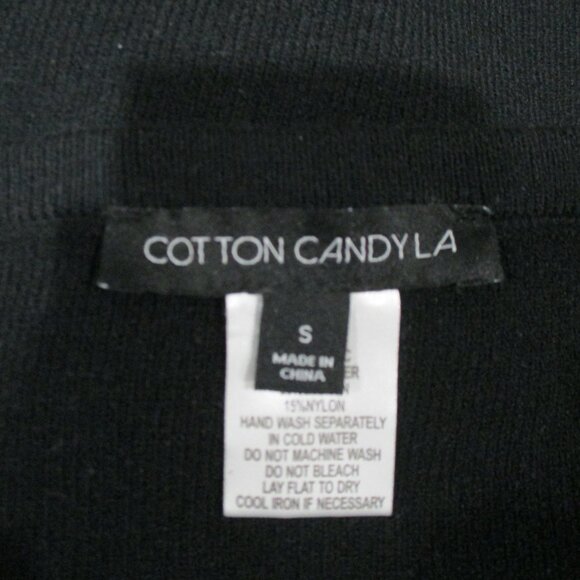 COTTON CANDY LA
S
MADE IN
CHINA
15%NYLON
HAND WASH SEPARATELY
IN COLD WATER
DO NOT MACHINE WASH
DO NOT BLEACH
LAY FLAT TO DRY
COOL IRON IF NECESSARY